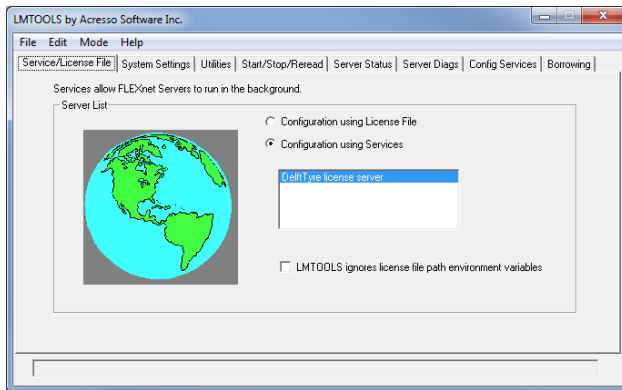 LMTOOLS by Acresso Software Inc.
File Edit Mode Help
Service/License File System Settings Utilities Start/Stop/Reread Server Status Server Diags Config Services Borrowing
Services allow FLEXnet Servers to run in the background.
Server List
Configuration using License File
Configuration using Services
DelftTyre license server
LMTOOLS ignores license file path environment variables